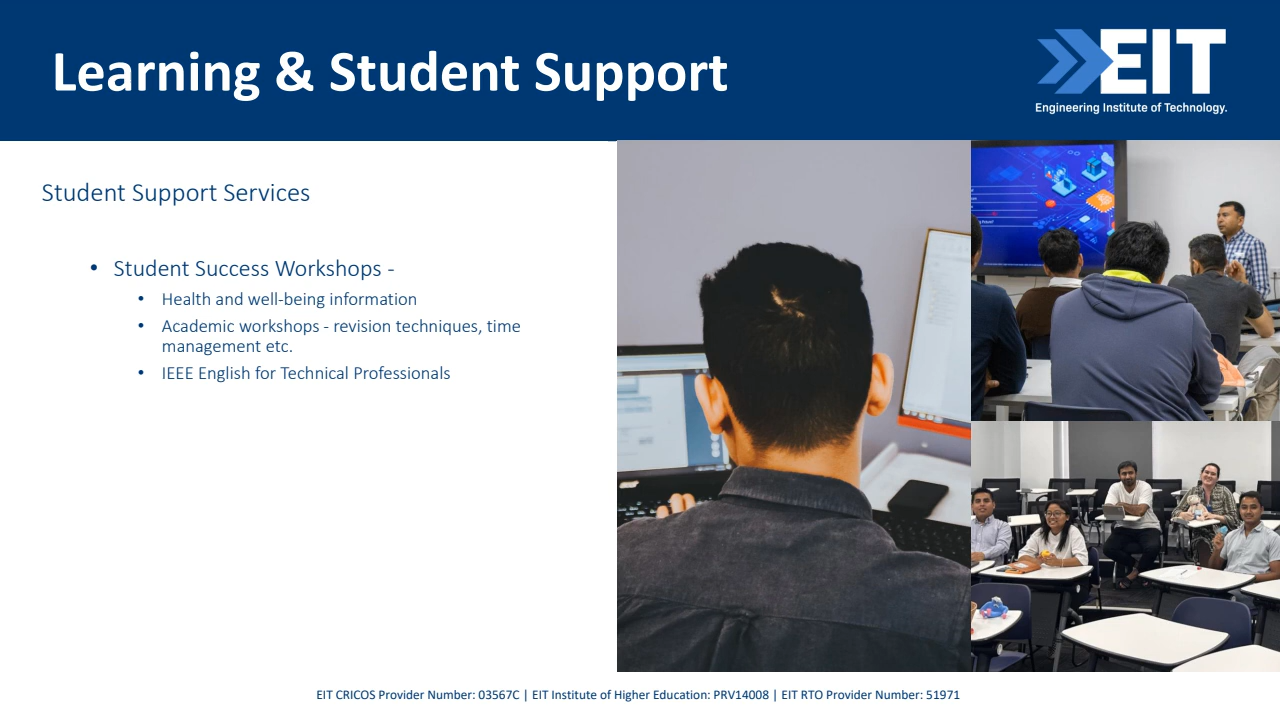 Learning & Student Support
EIT
Engineering Institute of Technology.
Student Support Services
• Student Success Workshops -
• Health and well-being information
• Academic workshops - revision techniques, time
management etc.
• IEEE English for Technical Professionals
EIT CRICOS Provider Number: 03567C | EIT Institute of Higher Education: PRV14008 | EIT RTO Provider Number: 51971